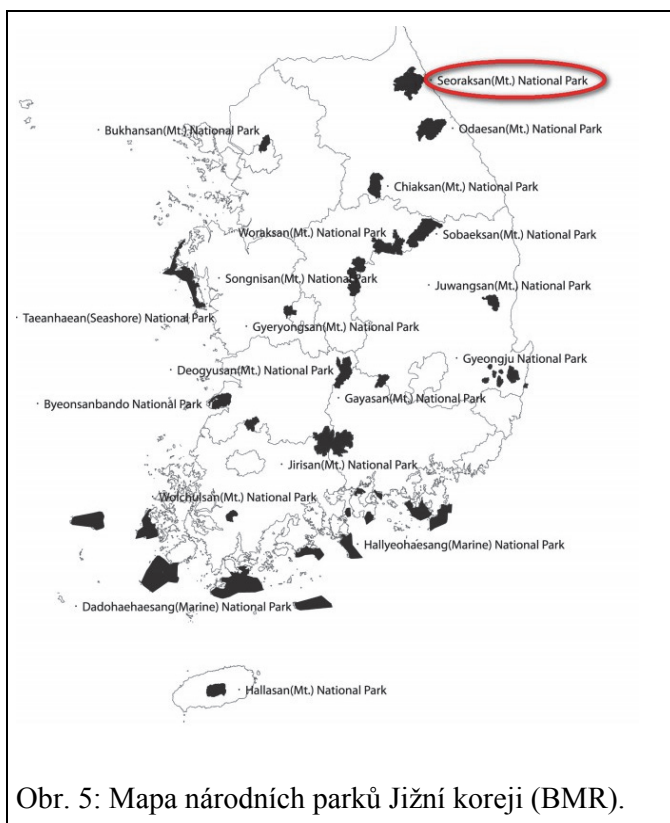 Seoraksan(Mt.) National Park
Bukhansan(Mt.) National Park
Odaesan(Mt.) National Park
Chiaksan(Mt.) National Park
Woraksan(Mt.) National Park
Sobaeksan(Mt.) National Park
Songnisan(Mt.) National Park
Juwangsan(Mt.) National Park
Taeanhaean(Seashore) National Park
Gyeryongsan(Mt.) National Park
Gyeongju National Park
Deogyusan(Mt.) National Park
Gayasan(Mt.) National Park
Byeonsanbando National Park
Jirisan(Mt.) National Park
Wolchulsan(Mt.) National Park
Hallyeohaesang(Marine) National Park
Dadohaehaesang(Marine) National Park
Hallasan(Mt.) National Park
Obr. 5: Mapa národních parků Jižní koreji (BMR).